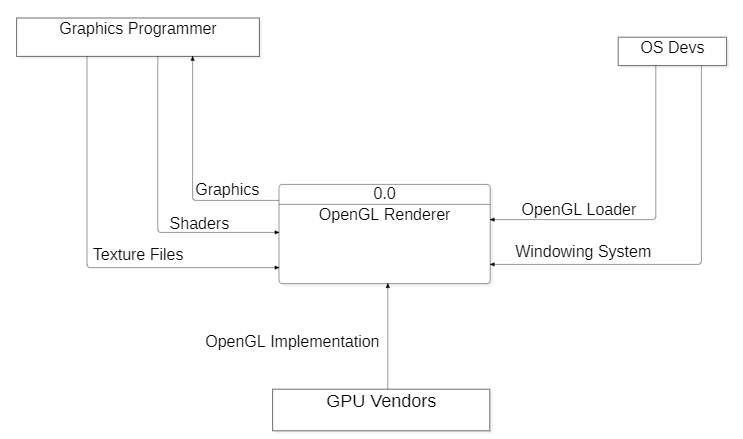 Graphics Programmer
OS Devs
Graphics
0.0
OpenGL Renderer
OpenGL Loader
Shaders
Texture Files
Windowing System
OpenGL Implementation
GPU Vendors